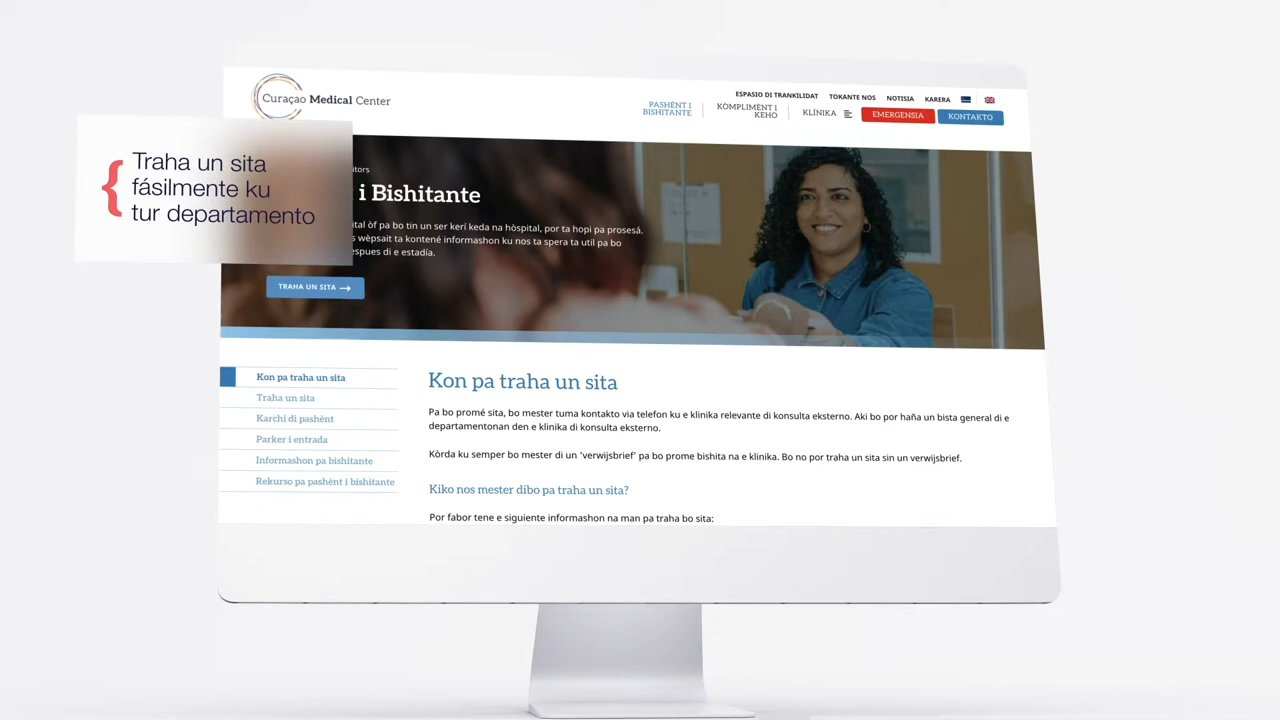 Curaçao Medical Center
ESPASIO DI TRANKILIDAT TOKANTE NOS NOTISIA KARERA
PASHÈNT I
BISHITANTE
KÒMPLIMÈNT I
KEHO
KLÍNIKA
EMERGENSIA
KONTAKTO
{ Traha un sita
fásilmente ku
tur departamento
i Bishitante
òf pa bo tin un ser kerí keda na hòspital, por ta hopi pa prosesá.
wèpsait ta kontené informashon ku nos ta spera ta util pa bo
di e estadía.
TRAHA UN SITA →
Kon pa traha un sita
Traha un sita
Karchi di pashènt
Parker i entrada
Informashon pa bishitante
Rekurso pa pashènt i bishitante
Kon pa traha un sita
Pa bo promé sita, bo mester tuma kontakto via telefon ku e klinika relevante di konsulta eksterno. Aki bo por haña un bista general di e
departamentonan den e klinika di konsulta eksterno.
Kòrda ku semper bo mester di un ‘verwijsbrief’ pa bo prome bishita na e klinika. Bo no por traha un sita sin un verwijsbrief.
Kiko nos mester dibo pa traha un sita?
Por fabor tene e siguiente informashon na man pa traha bo sita: